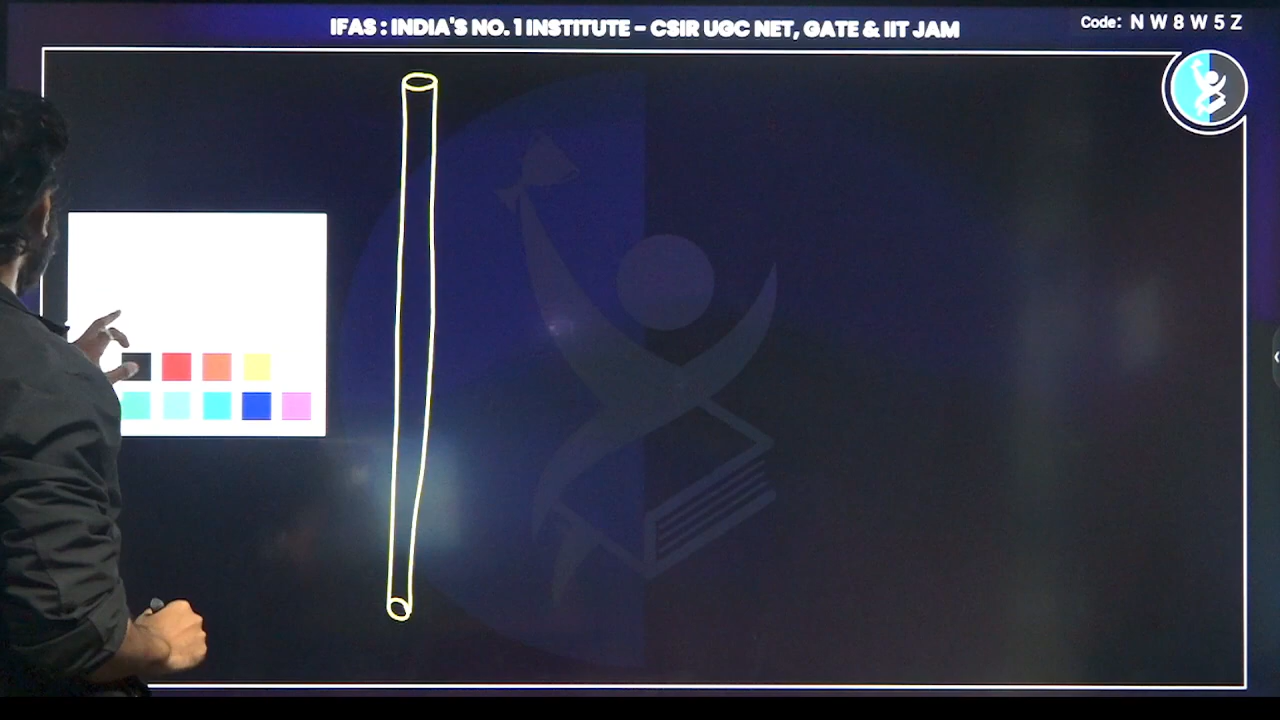 IFAS : INDIA'S NO. 1 INSTITUTE – CSIR UGC NET, GATE & IIT JAM
Code: N W 8 W 5 Z